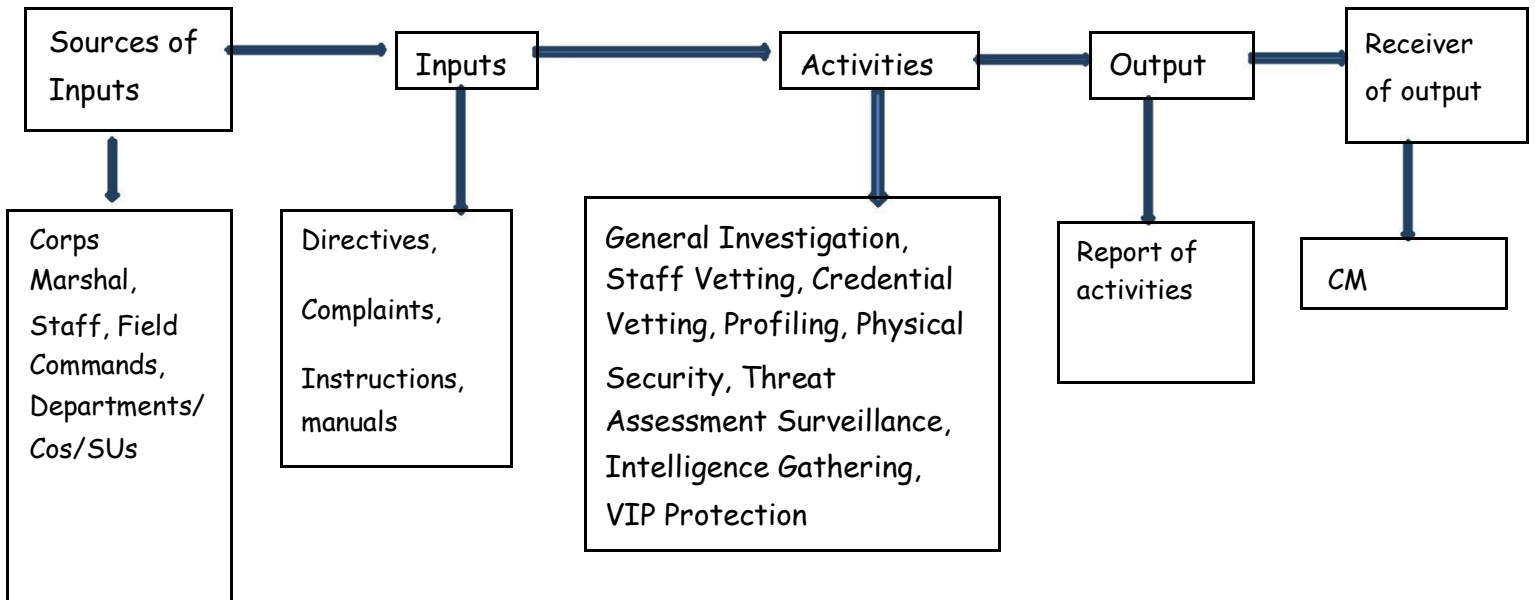 Sources of
Inputs
Inputs
Activities
Output
Receiver
of output
Corps
Marshal,
Staff, Field
Commands,
Departments/
Cos/SUs
Directives,
Complaints,
Instructions,
manuals
General Investigation,
Staff Vetting, Credential
Vetting, Profiling, Physical
Security, Threat
Assessment Surveillance,
Intelligence Gathering,
VIP Protection
Report of
activities
CM